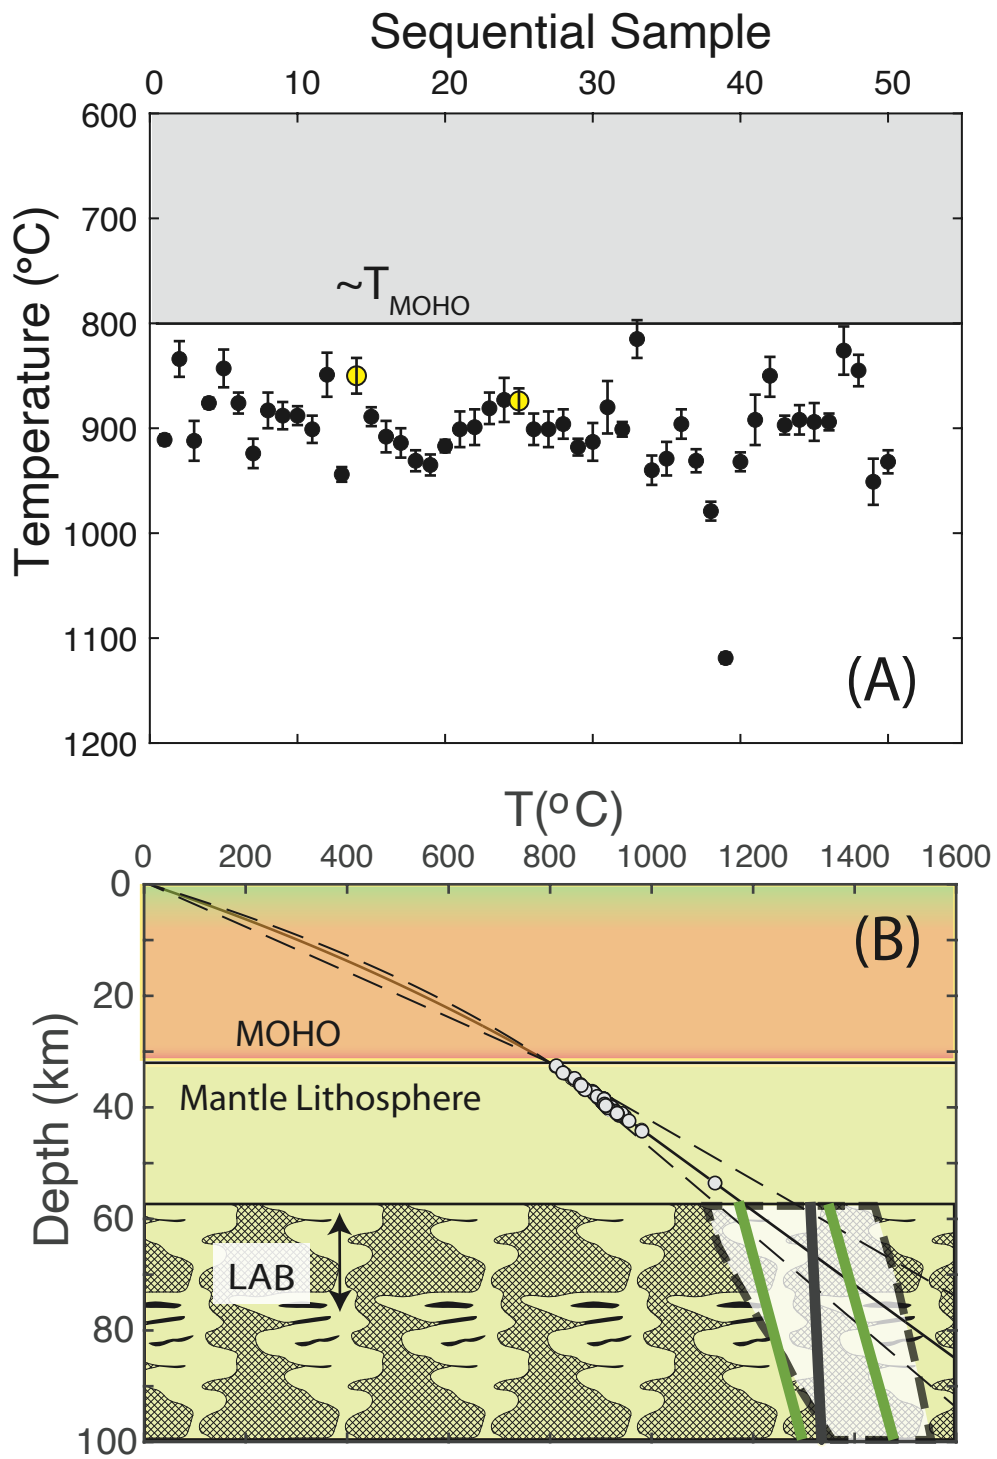 Sequential Sample
0 10 20 30 40 50
600
700
800
900
1000
1100
1200
Temperature (°C)
~T_MOHO
(A)
T(°C)
0 200 400 600 800 1000 1200 1400 1600
0
20
40
60
80
100
Depth (km)
(B)
MOHO
Mantle Lithosphere
LAB